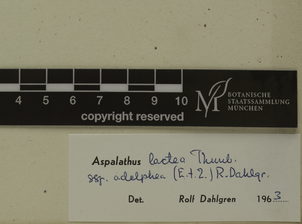 4 5 6 7 8 9 10
copyright reserved
BOTANISCHE
STAATSSAMMLUNG
MÜNCHEN
Aspalathus lactea Thunb.
ssp. adelphea (E.+Z.) R. Dahlgr.
Det. Rolf Dahlgren 1963